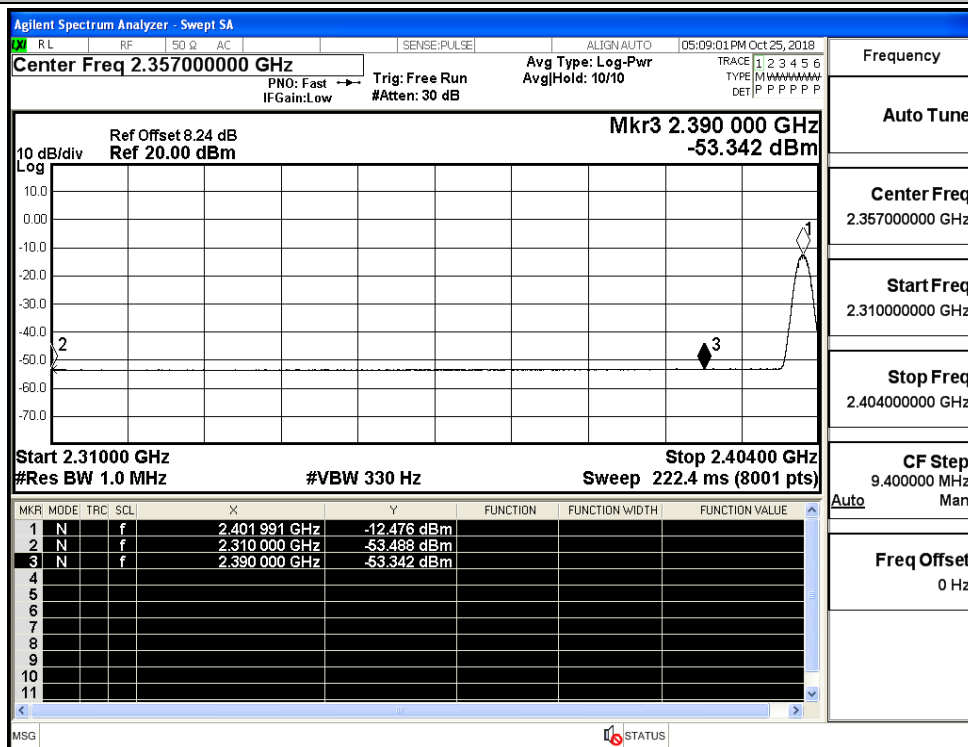 Agilent Spectrum Analyzer - Swept SA
LXI RL RF 50 Ω AC SENSE:PULSE ALIGN AUTO 05:09:01 PM Oct 25, 2018
Center Freq 2.357000000 GHz
PNO: Fast
IFGain:Low
Trig: Free Run
#Atten: 30 dB
Avg Type: Log-Pwr
Avg|Hold: 10/10
TRACE 1 2 3 4 5 6
TYPE M W W W W W
DET P P P P P P
Ref Offset 8.24 dB
10 dB/div Ref 20.00 dBm
Log
Mkr3 2.390 000 GHz
-53.342 dBm
10.0
0.00
-10.0
-20.0
-30.0
-40.0
-50.0
-60.0
-70.0
1
2
3
Start 2.31000 GHz Stop 2.40400 GHz
#Res BW 1.0 MHz #VBW 330 Hz Sweep 222.4 ms (8001 pts)
MKR MODE TRC SCL X Y FUNCTION FUNCTION WIDTH FUNCTION VALUE
1 N f 2.401 991 GHz -12.476 dBm
2 N f 2.310 000 GHz -53.488 dBm
3 N f 2.390 000 GHz -53.342 dBm
4
5
6
7
8
9
10
11
MSG STATUS
Frequency
Auto Tune
Center Freq
2.357000000 GHz
Start Freq
2.310000000 GHz
Stop Freq
2.404000000 GHz
CF Step
9.400000 MHz
Auto Man
Freq Offset
0 Hz